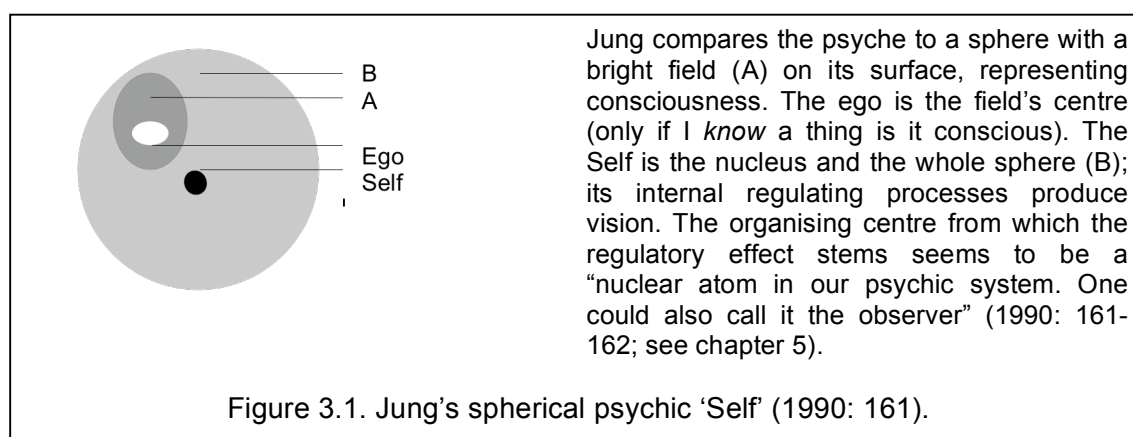 B
A
Ego
Self
Jung compares the psyche to a sphere with a
bright field (A) on its surface, representing
consciousness. The ego is the field’s centre
(only if I know a thing is it conscious). The
Self is the nucleus and the whole sphere (B);
its internal regulating processes produce
vision. The organising centre from which the
regulatory effect stems seems to be a
“nuclear atom in our psychic system. One
could also call it the observer” (1990: 161-
162; see chapter 5).
Figure 3.1. Jung’s spherical psychic ‘Self’ (1990: 161).